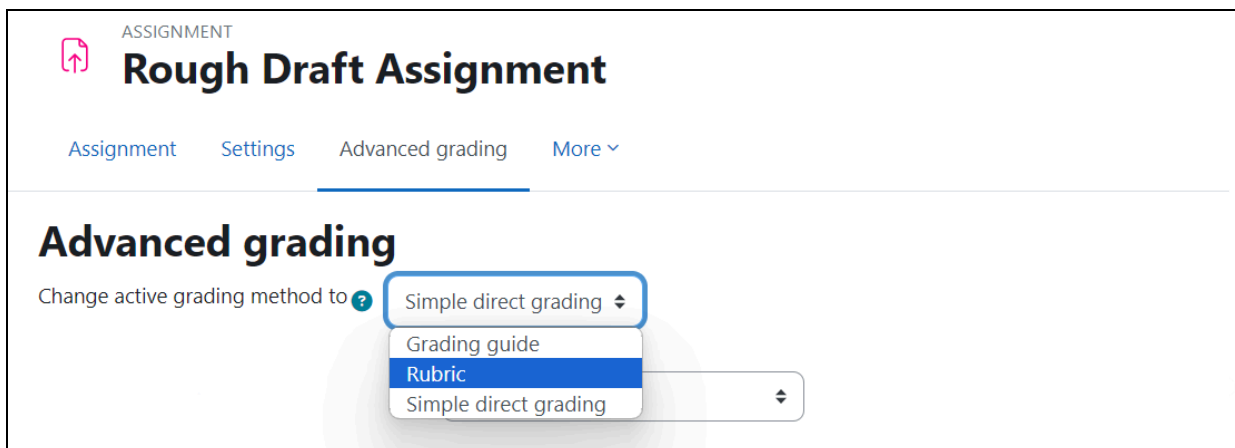 ASSIGNMENT
Rough Draft Assignment
Assignment Settings Advanced grading More
Advanced grading
Change active grading method to ? Simple direct grading
Grading guide
Rubric
Simple direct grading